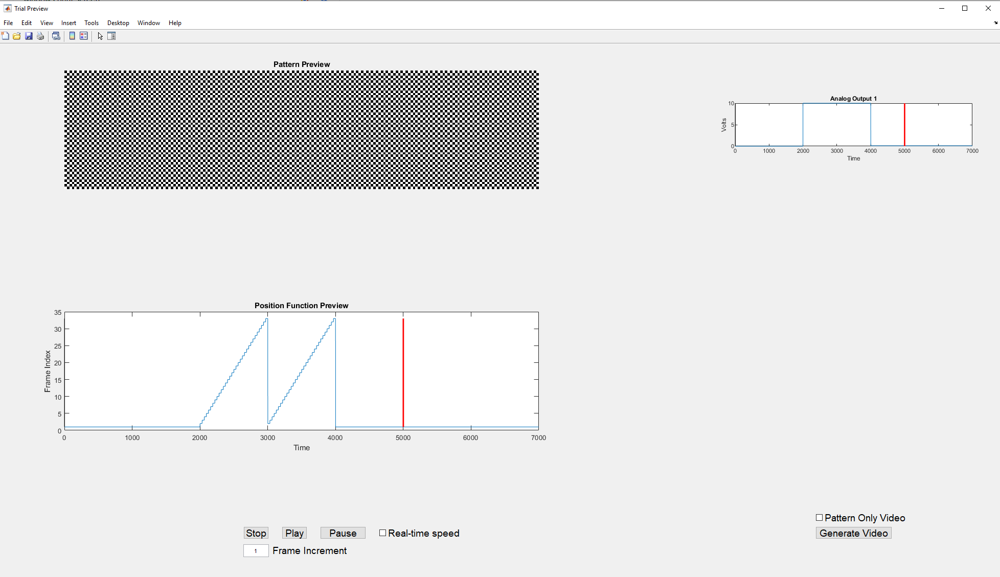 Trial Preview
File Edit View Insert Tools Desktop Window Help
Pattern Preview
Analog Output 1
10
5
0
Volts
0 1000 2000 3000 4000 5000 6000 7000
Time
Position Function Preview
35
30
25
20
15
10
5
0
Frame Index
0 1000 2000 3000 4000 5000 6000 7000
Time
Pattern Only Video
Stop Play Pause Real-time speed Generate Video
1 Frame Increment